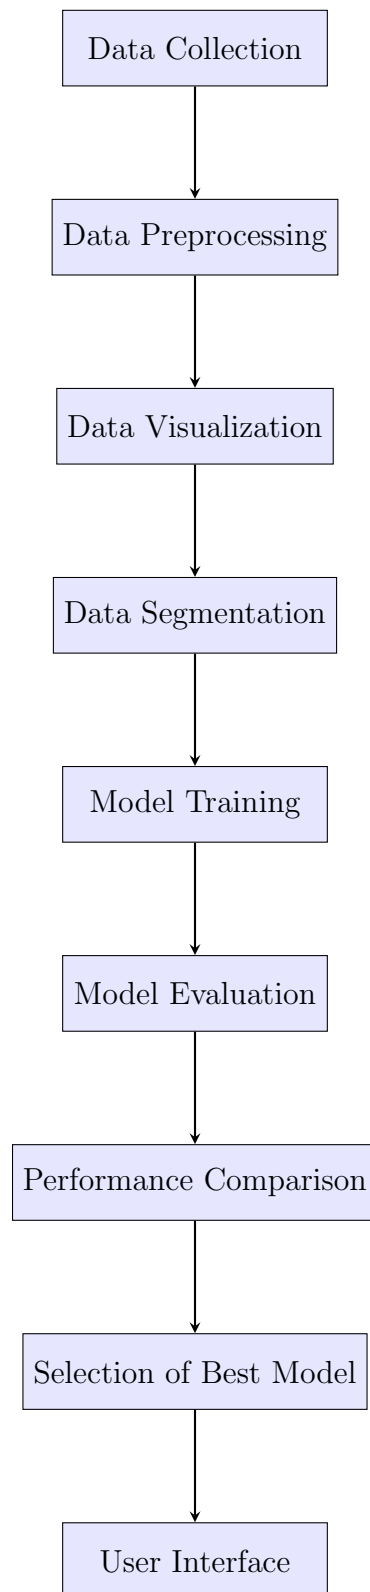 Data Collection
Data Preprocessing
Data Visualization
Data Segmentation
Model Training
Model Evaluation
Performance Comparison
Selection of Best Model
User Interface